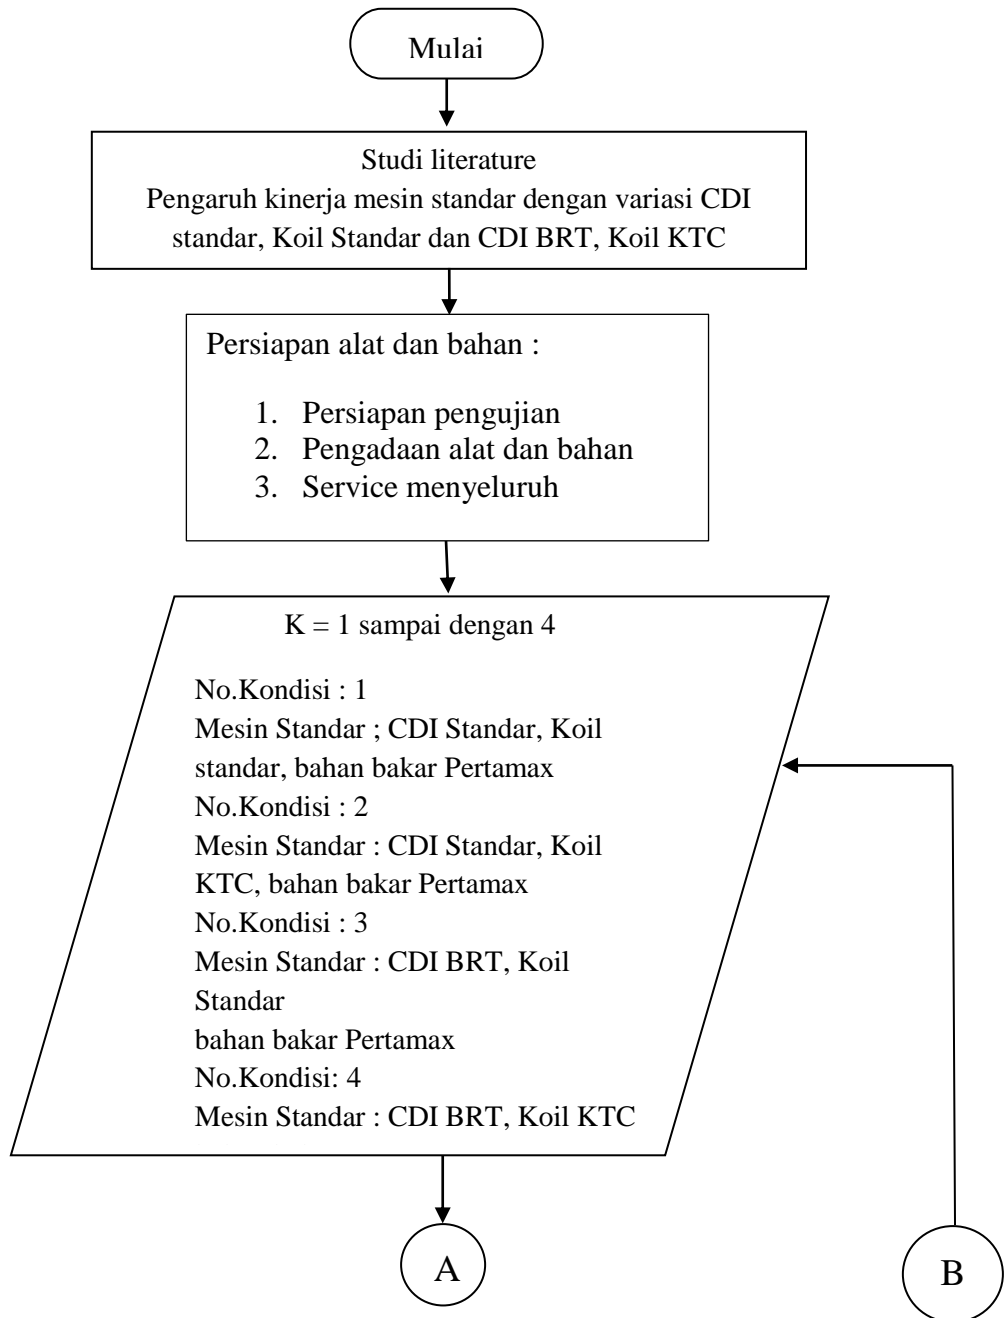 Mulai
Studi literature
Pengaruh kinerja mesin standar dengan variasi CDI
standar, Koil Standar dan CDI BRT, Koil KTC
Persiapan alat dan bahan :
1. Persiapan pengujian
2. Pengadaan alat dan bahan
3. Service menyeluruh
K = 1 sampai dengan 4
No.Kondisi : 1
Mesin Standar ; CDI Standar, Koil
standar, bahan bakar Pertamax
No.Kondisi : 2
Mesin Standar : CDI Standar, Koil
KTC, bahan bakar Pertamax
No.Kondisi : 3
Mesin Standar : CDI BRT, Koil
Standar
bahan bakar Pertamax
No.Kondisi: 4
Mesin Standar : CDI BRT, Koil KTC
A
B